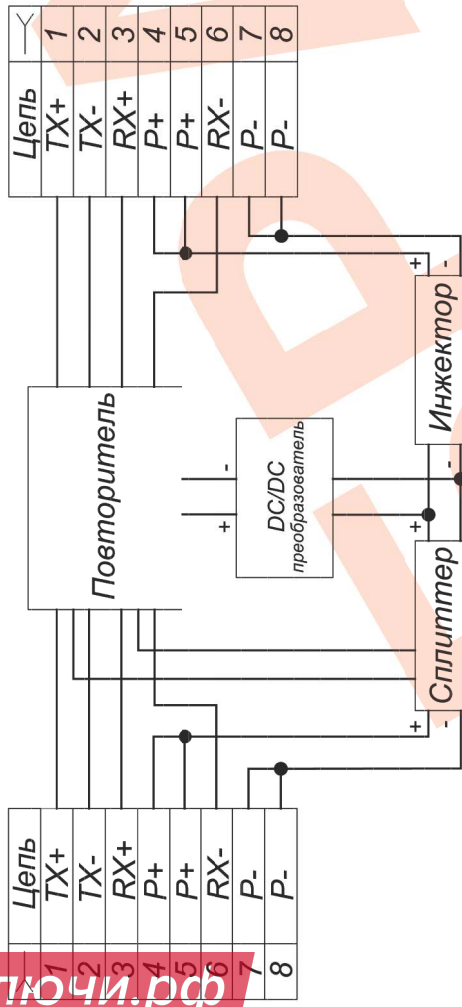 Цепь
1 TX+
2 TX-
3 RX+
4 P+
5 P+
6 RX-
7 P-
8 P-
Повторитель
+ -
DC/DC
преобразователь
+ -
Сплиттер
+ -
+ -
Инжектор
+ -
Цепь
TX+ 1
TX- 2
RX+ 3
P+ 4
P+ 5
RX- 6
P- 7
P- 8
лючи.рф